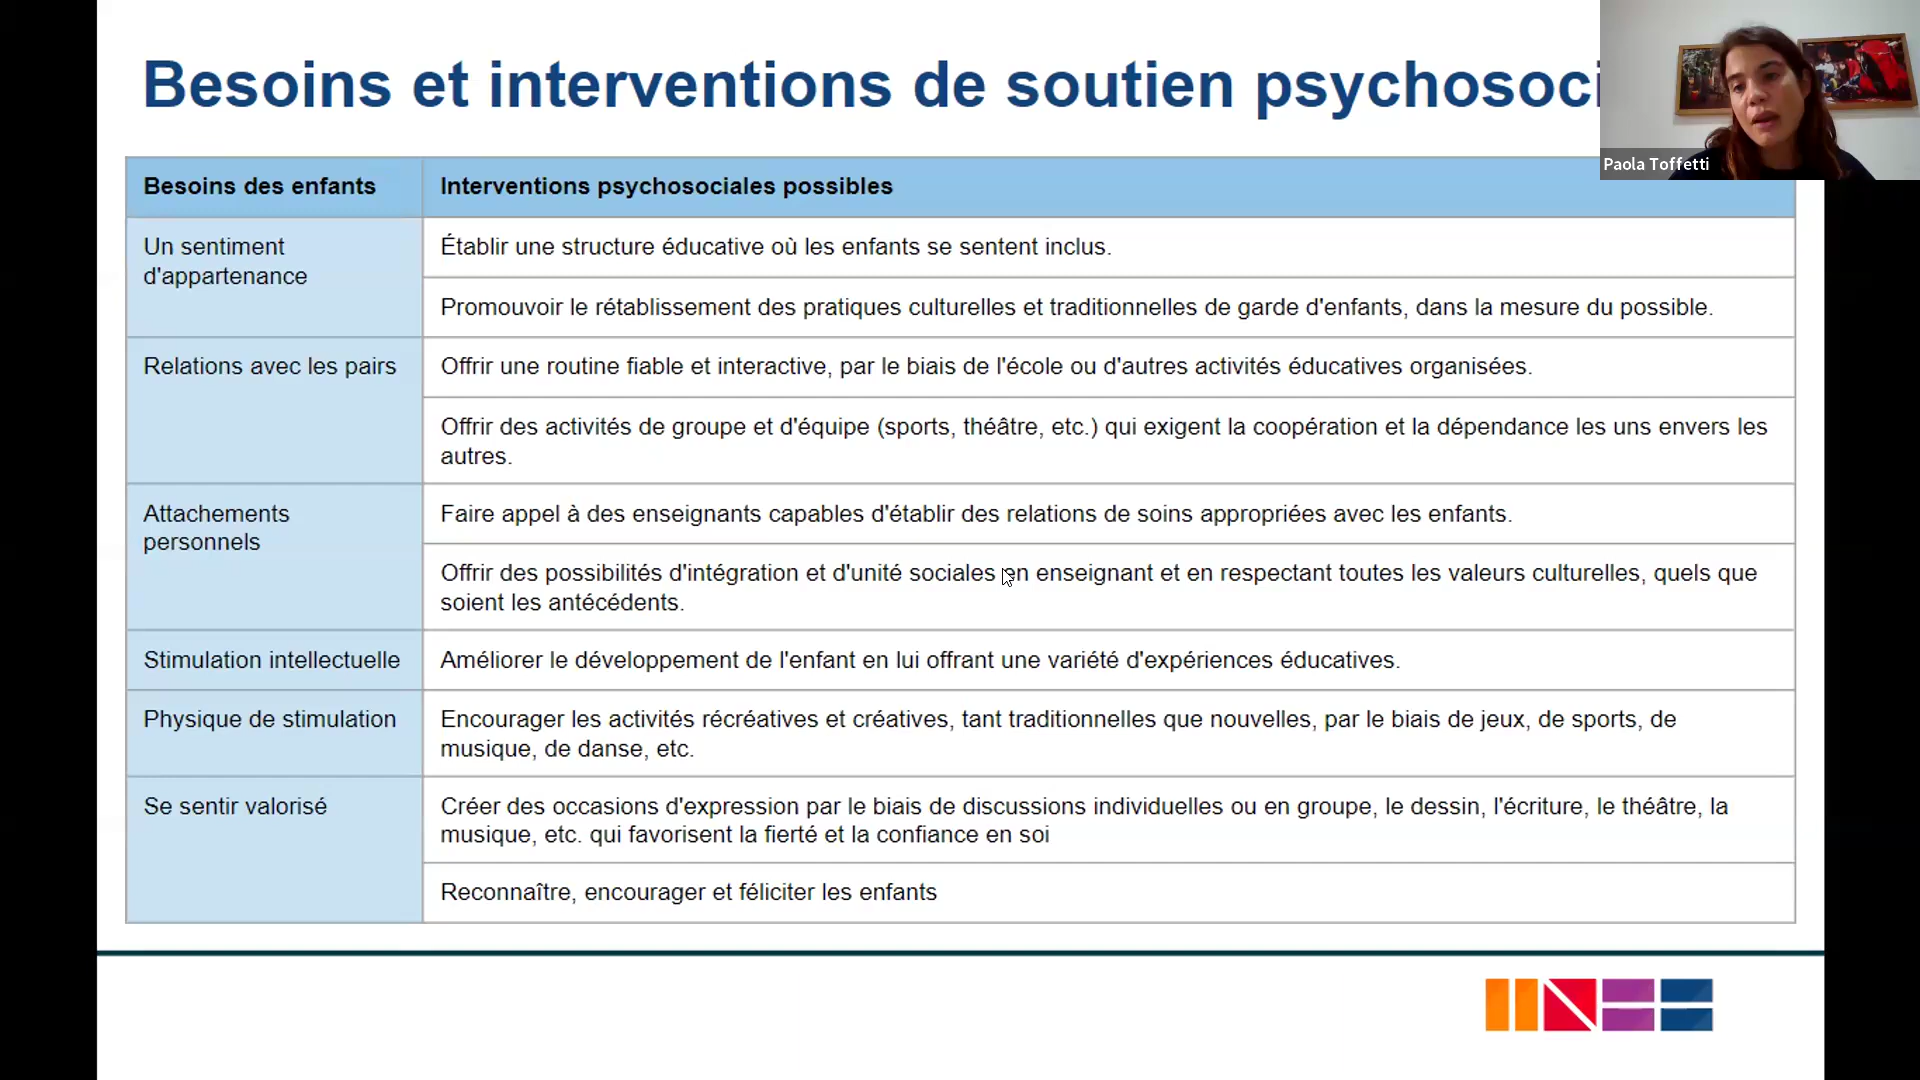 Besoins et interventions de soutien psychosoci
Paola Toffetti
Besoins des enfants
Interventions psychosociales possibles
Un sentiment
d'appartenance
Établir une structure éducative où les enfants se sentent inclus.
Promouvoir le rétablissement des pratiques culturelles et traditionnelles de garde d'enfants, dans la mesure du possible.
Relations avec les pairs
Offrir une routine fiable et interactive, par le biais de l'école ou d'autres activités éducatives organisées.
Offrir des activités de groupe et d'équipe (sports, théâtre, etc.) qui exigent la coopération et la dépendance les uns envers les
autres.
Attachements
personnels
Faire appel à des enseignants capables d'établir des relations de soins appropriées avec les enfants.
Offrir des possibilités d'intégration et d'unité sociales en enseignant et en respectant toutes les valeurs culturelles, quels que
soient les antécédents.
Stimulation intellectuelle
Améliorer le développement de l'enfant en lui offrant une variété d'expériences éducatives.
Physique de stimulation
Encourager les activités récréatives et créatives, tant traditionnelles que nouvelles, par le biais de jeux, de sports, de
musique, de danse, etc.
Se sentir valorisé
Créer des occasions d'expression par le biais de discussions individuelles ou en groupe, le dessin, l'écriture, le théâtre, la
musique, etc. qui favorisent la fierté et la confiance en soi
Reconnaître, encourager et féliciter les enfants
INEE